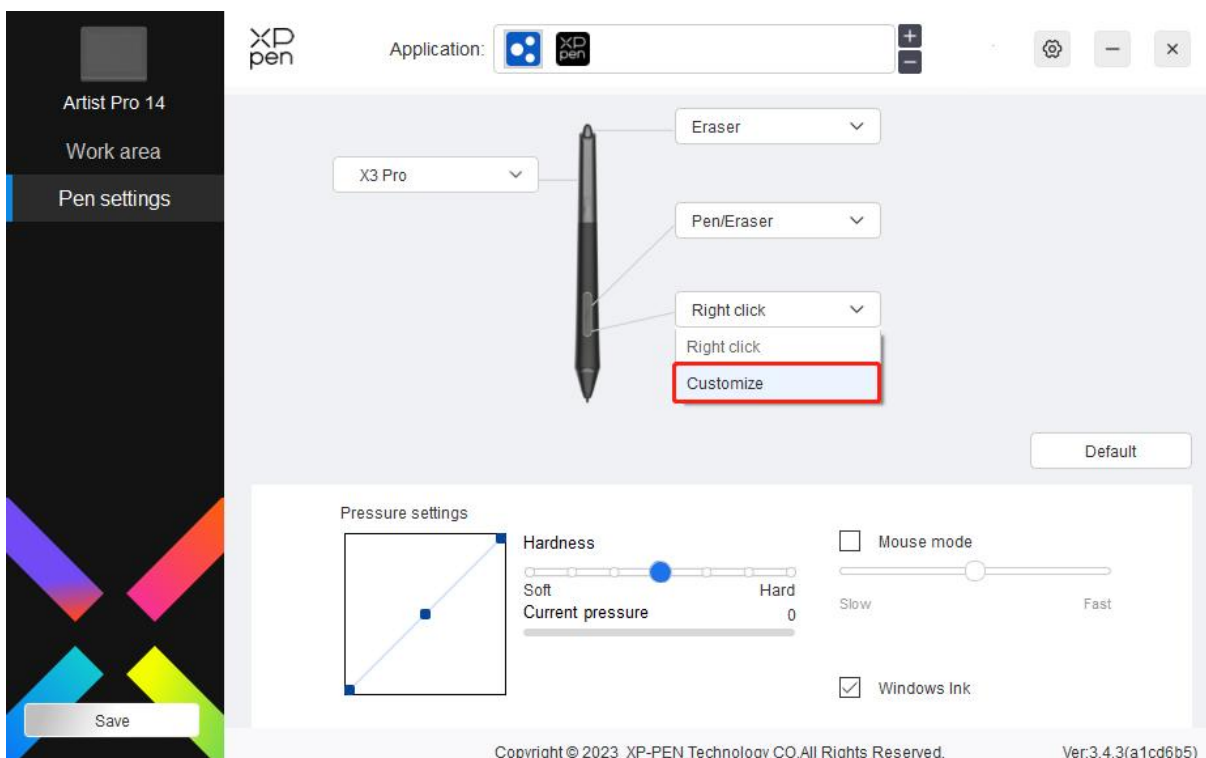 XP
pen
Application:
XP
pen
Artist Pro 14
Work area
Pen settings
Eraser
X3 Pro
Pen/Eraser
Right click
Right click
Customize
Default
Pressure settings
Hardness
Soft
Hard
Current pressure
0
Mouse mode
Slow
Fast
Windows Ink
Save
Copyright © 2023 XP-PEN Technology CO.All Rights Reserved.
Ver:3.4.3(a1cd6b5)